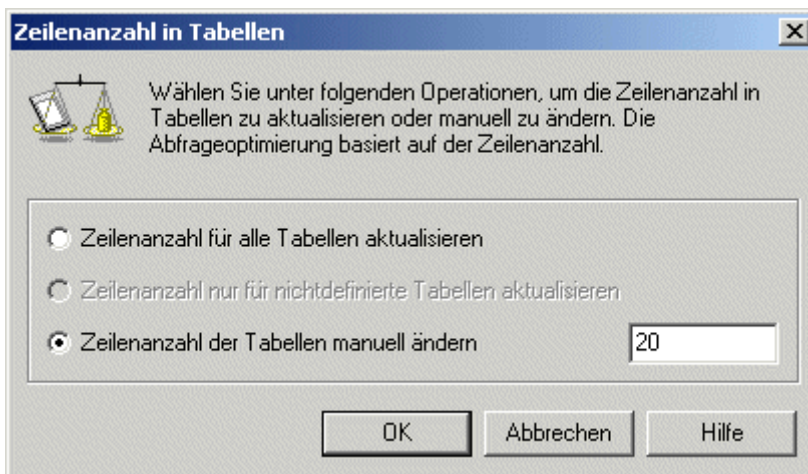 Zeilenanzahl in Tabellen
Wählen Sie unter folgenden Operationen, um die Zeilenanzahl in
Tabellen zu aktualisieren oder manuell zu ändern. Die
Abfrageoptimierung basiert auf der Zeilenanzahl.
Zeilenanzahl für alle Tabellen aktualisieren
Zeilenanzahl nur für nichtdefinierte Tabellen aktualisieren
Zeilenanzahl der Tabellen manuell ändern 20
OK Abbrechen Hilfe